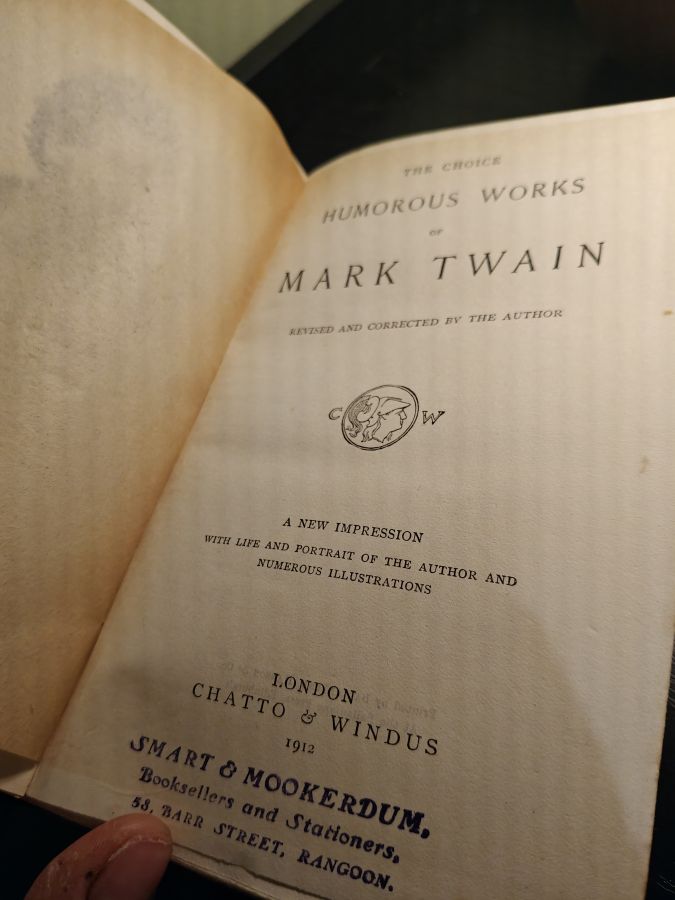 THE CHOICE
HUMOROUS WORKS
OF
MARK TWAIN
REVISED AND CORRECTED BY THE AUTHOR
C W
A NEW IMPRESSION
WITH LIFE AND PORTRAIT OF THE AUTHOR AND
NUMEROUS ILLUSTRATIONS
LONDON
CHATTO & WINDUS
1912
SMART & MOOKERDUM,
Booksellers and Stationers,
53, BARR STREET, RANGOON.